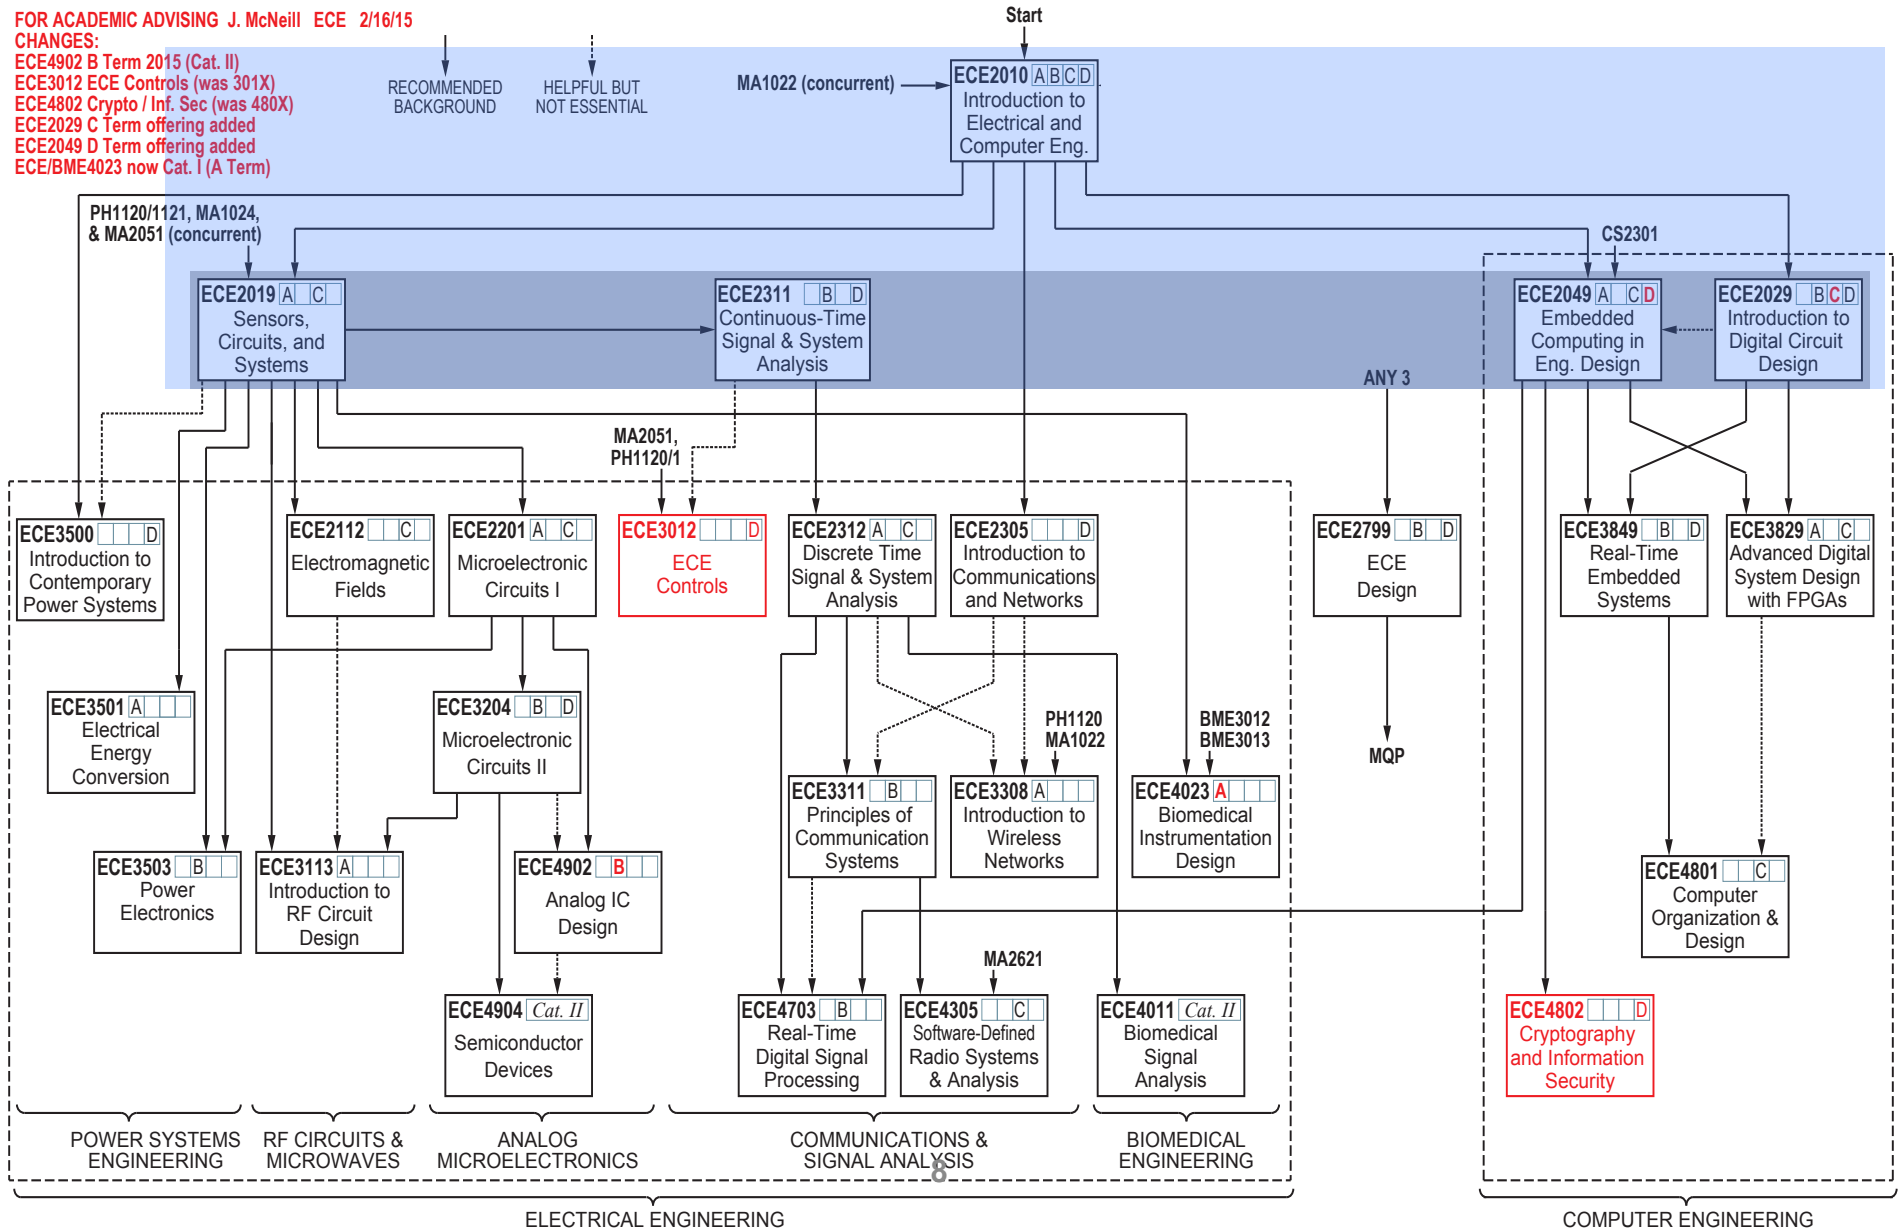 FOR ACADEMIC ADVISING J. McNeill ECE 2/16/15
CHANGES:
ECE4902 B Term 2015 (Cat. II)
ECE3012 ECE Controls (was 301X)
ECE4802 Crypto / Inf. Sec (was 480X)
ECE2029 C Term offering added
ECE2049 D Term offering added
ECE/BME4023 now Cat. I (A Term)
RECOMMENDED
BACKGROUND
HELPFUL BUT
NOT ESSENTIAL
Start
MA1022 (concurrent)
ECE2010 A B C D
Introduction to
Electrical and
Computer Eng.
PH1120/1121, MA1024,
& MA2051 (concurrent)
CS2301
ECE2019 A C
Sensors,
Circuits, and
Systems
ECE2311 B D
Continuous-Time
Signal & System
Analysis
ECE2049 A C D
Embedded
Computing in
Eng. Design
ECE2029 B C D
Introduction to
Digital Circuit
Design
ANY 3
MA2051,
PH1120/1
ECE3500 D
Introduction to
Contemporary
Power Systems
ECE2112 C
Electromagnetic
Fields
ECE2201 A C
Microelectronic
Circuits I
ECE3012 D
ECE
Controls
ECE2312 A C
Discrete Time
Signal & System
Analysis
ECE2305 D
Introduction to
Communications
and Networks
ECE2799 B D
ECE
Design
ECE3849 B D
Real-Time
Embedded
Systems
ECE3829 A C
Advanced Digital
System Design
with FPGAs
ECE3501 A
Electrical
Energy
Conversion
ECE3204 B D
Microelectronic
Circuits II
PH1120
MA1022
BME3012
BME3013
MQP
ECE3311 B
Principles of
Communication
Systems
ECE3308 A
Introduction to
Wireless
Networks
ECE4023 A
Biomedical
Instrumentation
Design
ECE3503 B
Power
Electronics
ECE3113 A
Introduction to
RF Circuit
Design
ECE4902 B
Analog IC
Design
ECE4801 C
Computer
Organization &
Design
MA2621
ECE4904 Cat. II
Semiconductor
Devices
ECE4703 B
Real-Time
Digital Signal
Processing
ECE4305 C
Software-Defined
Radio Systems
& Analysis
ECE4011 Cat. II
Biomedical
Signal
Analysis
ECE4802 D
Cryptography
and Information
Security
POWER SYSTEMS
ENGINEERING
RF CIRCUITS &
MICROWAVES
ANALOG
MICROELECTRONICS
COMMUNICATIONS &
SIGNAL ANALYSIS
BIOMEDICAL
ENGINEERING
8
ELECTRICAL ENGINEERING
COMPUTER ENGINEERING